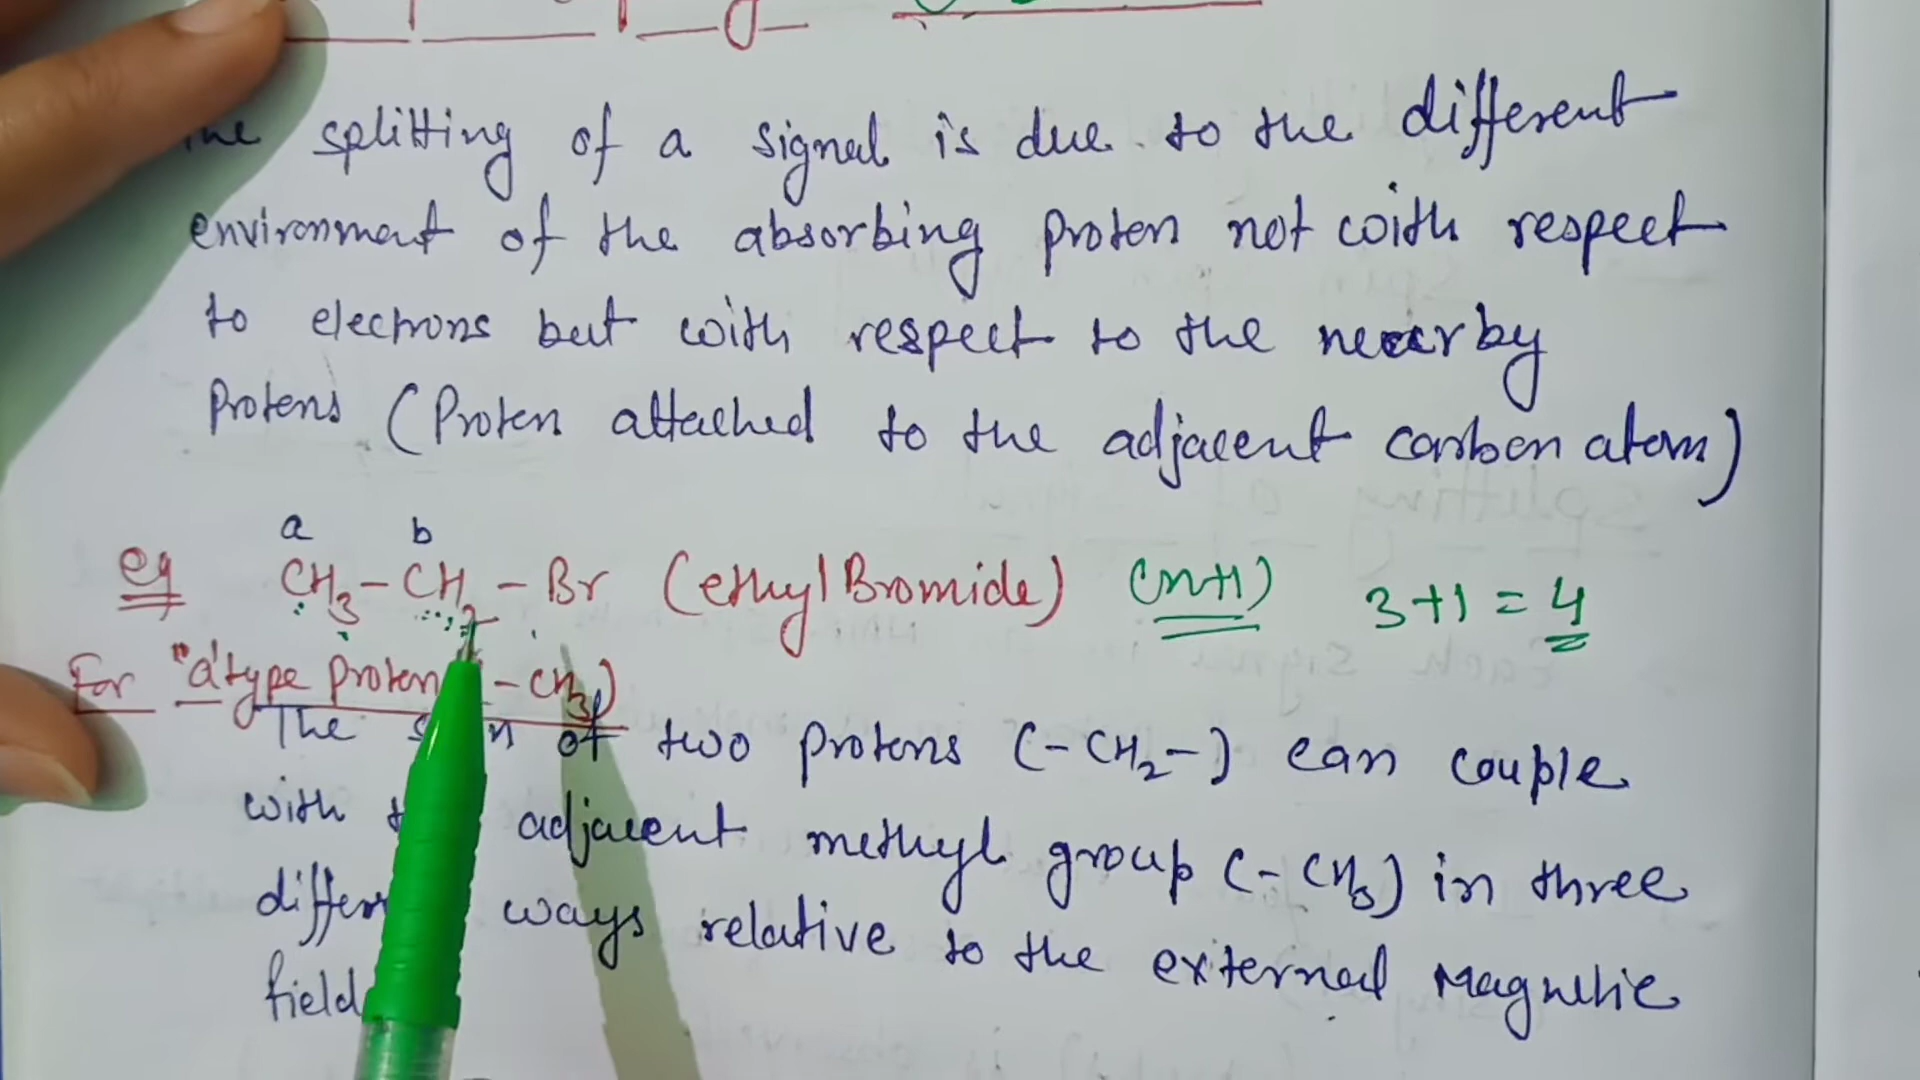 The splitting of a signal is due to the different
environment of the absorbing proton not with respect
to electrons but with respect to the nearby
Protons (Proton attached to the adjacent carbon atom)
a b
eg CH3 - CH2 - Br (ethyl Bromide) (n+1) 3+1 = 4
For "a" type proton - CH3)
The of two protons (-CH2-) can couple
with adjacent methyl group (-CH3) in three
ways relative to the external Magnetic
field